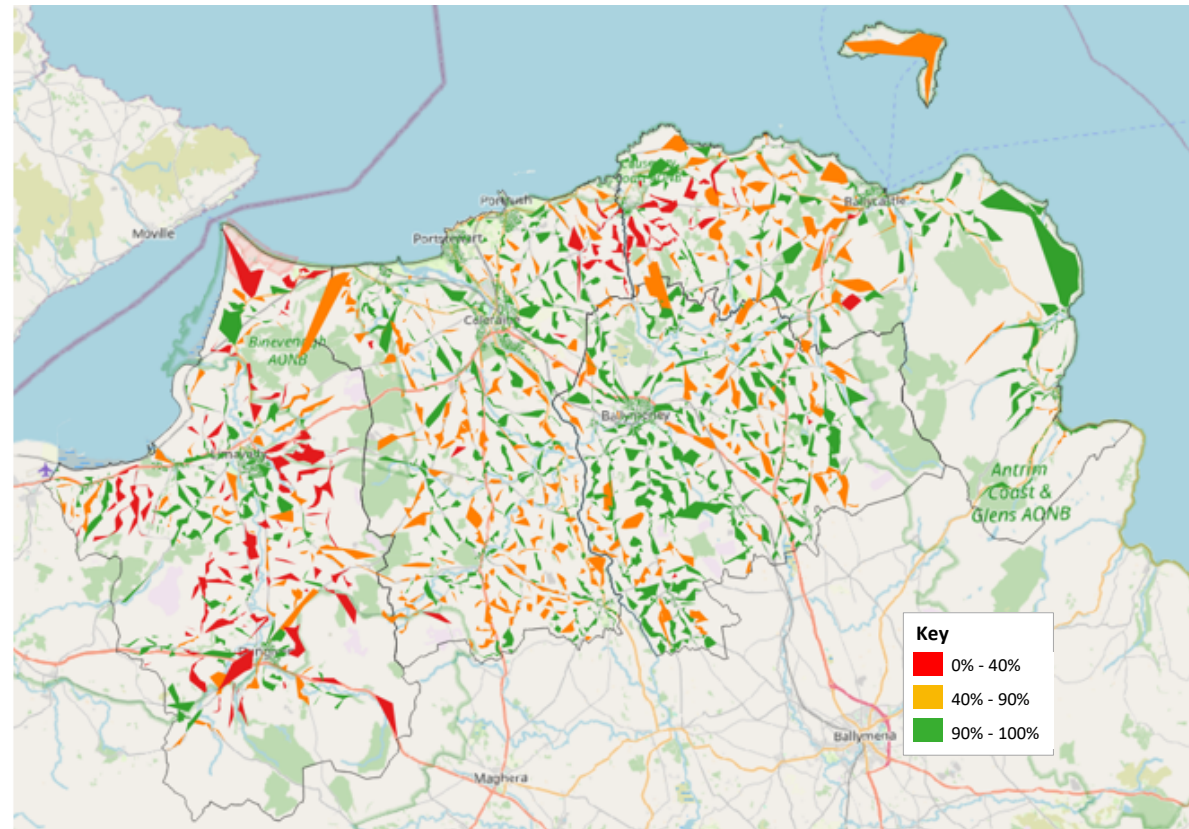 Moville
Portrush
Portstewart
Ballycastle
Coleraine
Binevenagh
AONB
Ballymoney
Limavady
Antrim
Coast &
Glens AONB
Key
0% - 40%
40% - 90%
90% - 100%
Ballymena
Maghera